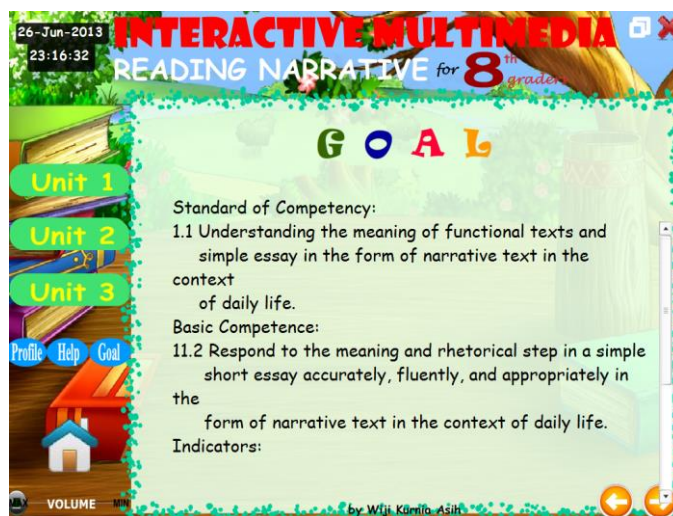 26-Jun-2013
23:16:32
INTERACTIVE MULTIMEDIA
READING NARRATIVE for 8th graders
GOAL
Unit 1
Unit 2
Unit 3
Profile Help Goal
Standard of Competency:
1.1 Understanding the meaning of functional texts and
simple essay in the form of narrative text in the
context
of daily life.
Basic Competence:
11.2 Respond to the meaning and rhetorical step in a simple
short essay accurately, fluently, and appropriately in
the
form of narrative text in the context of daily life.
Indicators:
VOLUME MIN
by Wiji Kurnia Asih